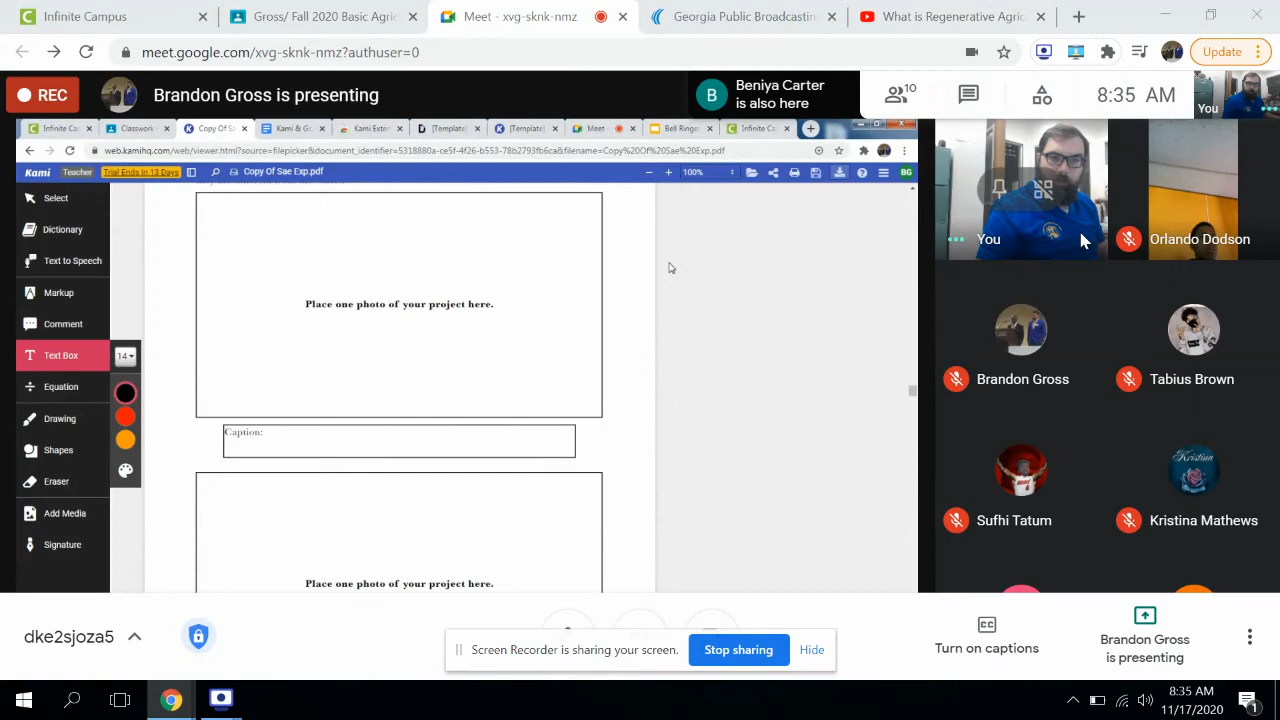 Infinite Campus
Gross/ Fall 2020 Basic Agri
Meet - xvg-sknk-nmz
Georgia Public Broadcastin
What is Regenerative Agric
meet.google.com/xvg-sknk-nmz?authuser=0
Update
REC
Brandon Gross is presenting
B
Beniya Carter
is also here
10
8:35 AM
You
Infinite Ca
Classwork
Copy Of Sa
Kami & Go
Kami Exten
[Template]
[Template]
Meet
Bell Ringer
Infinite Ca
web.kamihq.com/web/viewer.html?source=filepicker&document_identifier=5318880a-ce5f-4f26-b553-78b2793fb6ca&filename=Copy%20Of%20Sae%20Exp.pdf
Kami
Teacher
Trial Ends in 13 Days
Copy Of Sae Exp.pdf
100%
BG
Select
Dictionary
Text to Speech
Markup
Comment
Text Box
14
Equation
Drawing
Shapes
Eraser
Add Media
Signature
Place one photo of your project here.
Caption:
Place one photo of your project here.
You
Orlando Dodson
Brandon Gross
Tabius Brown
Kristina
Sufhi Tatum
Kristina Mathews
dke2sjoza5
Screen Recorder is sharing your screen.
Stop sharing
Hide
Turn on captions
Brandon Gross
is presenting
8:35 AM
11/17/2020
1